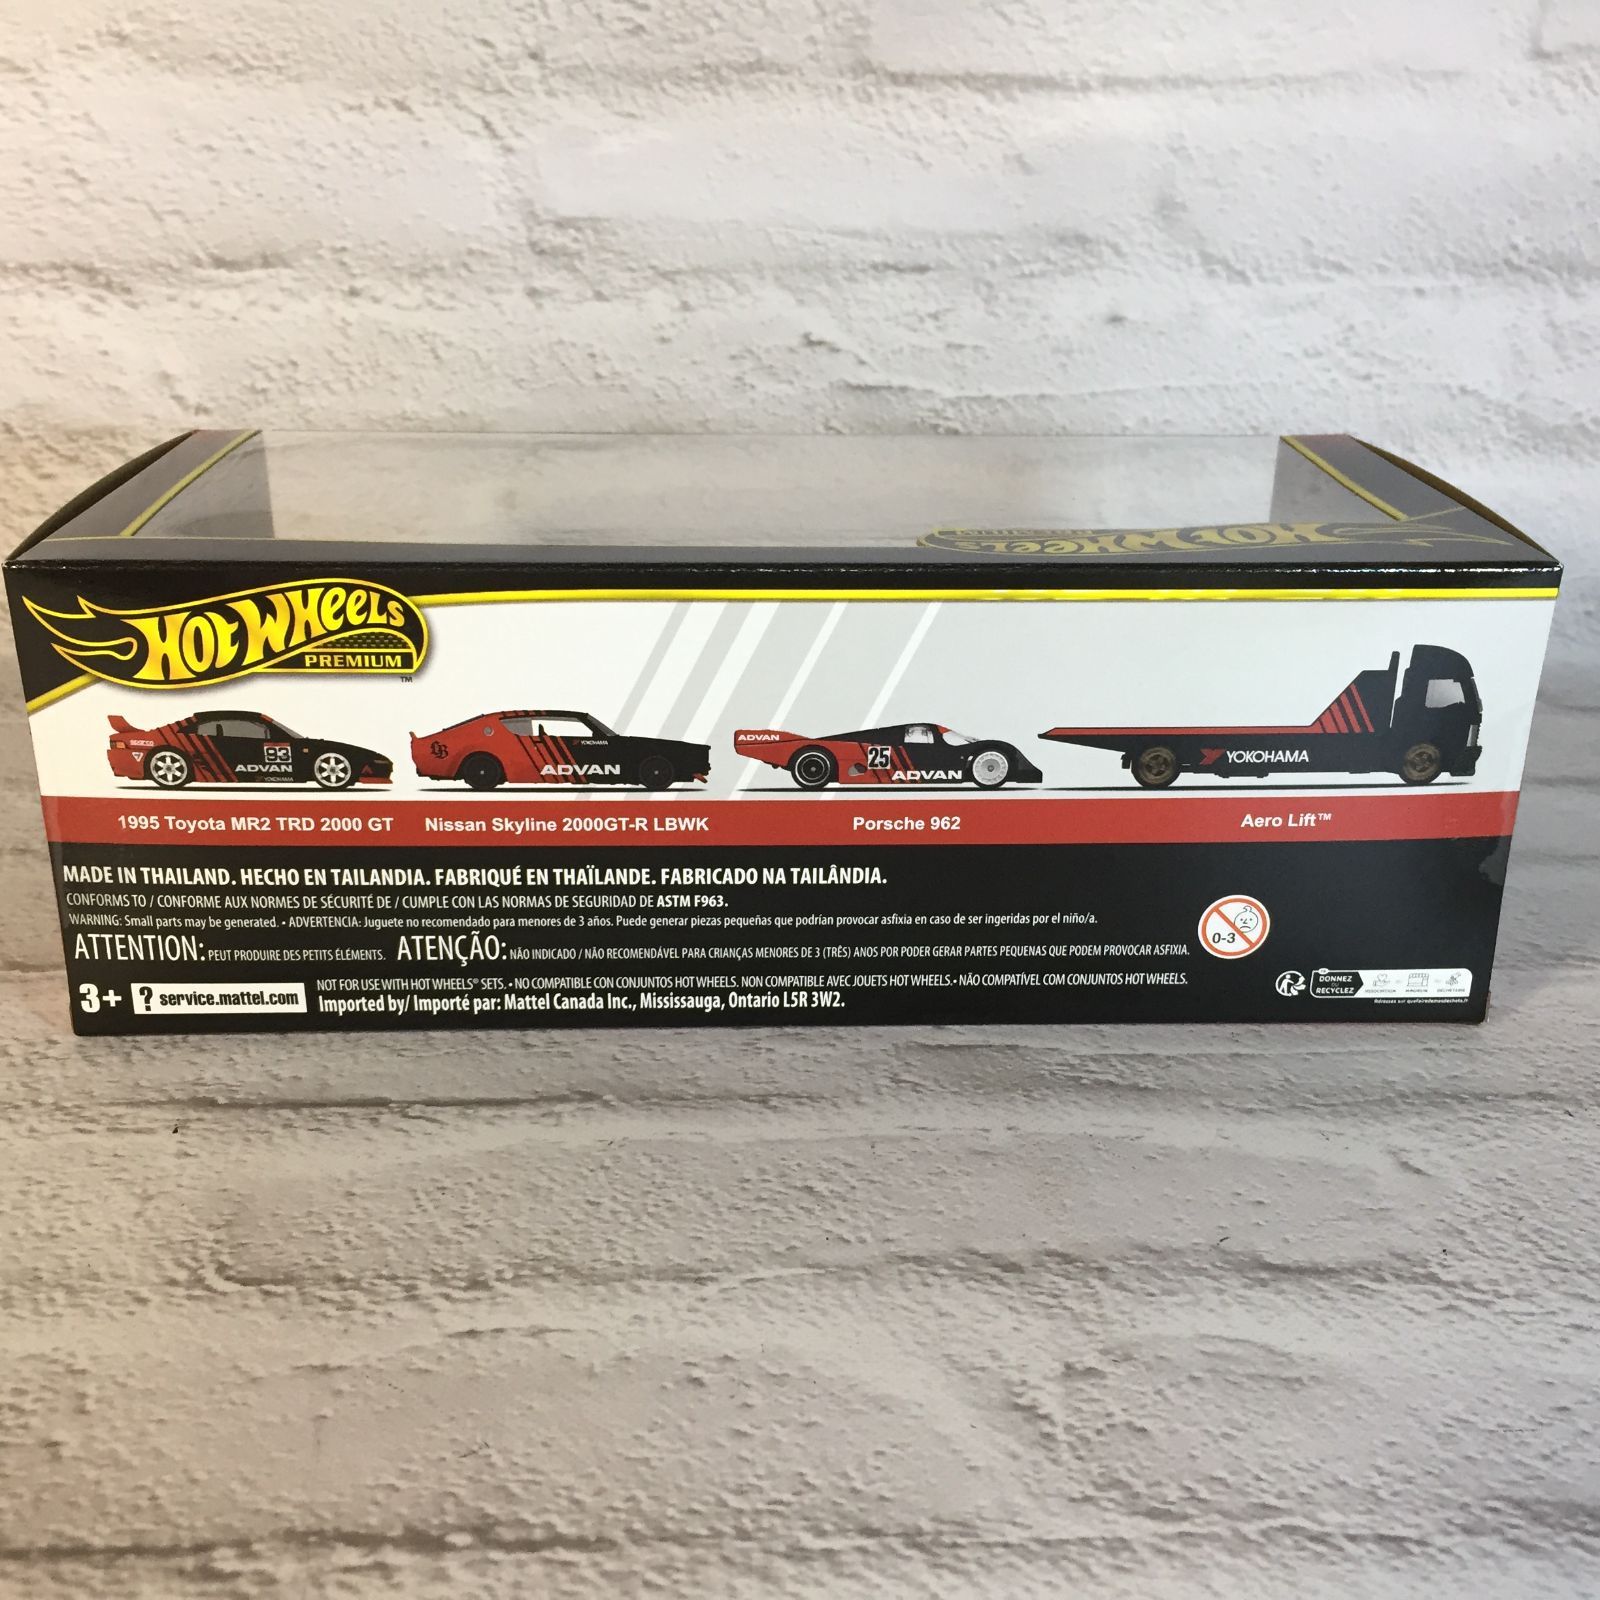 HOT WHEELS
HOT WHEELS
PREMIUM
TM
sparco
93
ADVAN
YOKOHAMA
LB
YOKOHAMA
ADVAN
ADVAN
25
ADVAN
YOKOHAMA
1995 Toyota MR2 TRD 2000 GT
Nissan Skyline 2000GT-R LBWK
Porsche 962
Aero Lift™
MADE IN THAILAND. HECHO EN TAILANDIA. FABRIQUÉ EN THAÏLANDE. FABRICADO NA TAILÂNDIA.
CONFORMS TO / CONFORME AUX NORMES DE SÉCURITÉ DE / CUMPLE CON LAS NORMAS DE SEGURIDAD DE ASTM F963.
WARNING: Small parts may be generated. • ADVERTENCIA: Juguete no recomendado para menores de 3 años. Puede generar piezas pequeñas que podrían provocar asfixia en caso de ser ingeridas por el niño/a.
ATTENTION: PEUT PRODUIRE DES PETITS ÉLÉMENTS. ATENÇÃO: NÃO INDICADO / NÃO RECOMENDÁVEL PARA CRIANÇAS MENORES DE 3 (TRÊS) ANOS POR PODER GERAR PARTES PEQUENAS QUE PODEM PROVOCAR ASFIXIA.
0-3
NOT FOR USE WITH HOT WHEELS® SETS. • NO COMPATIBLE CON CONJUNTOS HOT WHEELS. NON COMPATIBLE AVEC JOUETS HOT WHEELS. • NÃO COMPATÍVEL COM CONJUNTOS HOT WHEELS.
3+ ? service.mattel.com
Imported by/ Importé par: Mattel Canada Inc., Mississauga, Ontario L5R 3W2.
DONNEZ
OU
RECYCLEZ